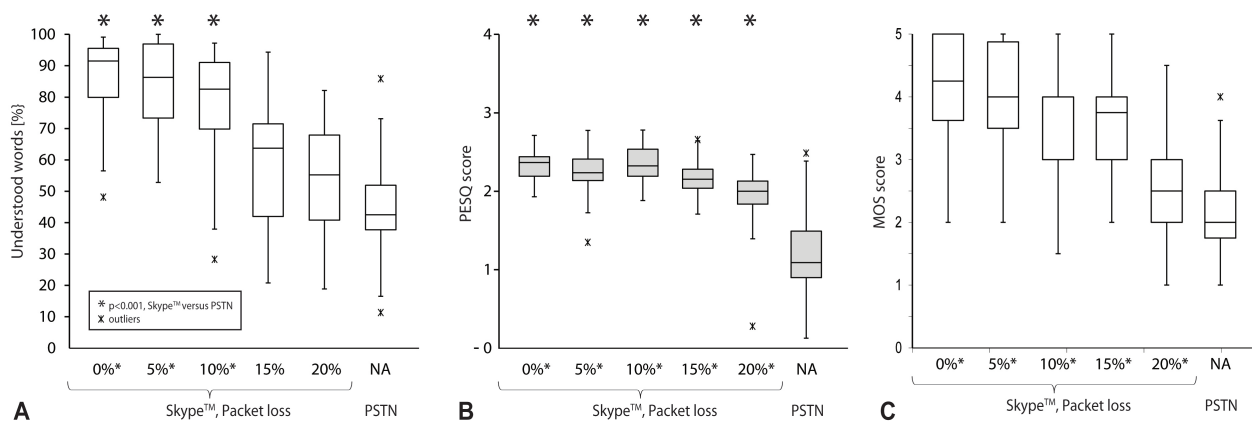 * * *
100
90
80
70
60
50
40
30
20
10
0
Understood words [%}
* p<0.001, Skype™ versus PSTN
outliers
0%* 5%* 10%* 15% 20% NA
Skype™, Packet loss PSTN
A
* * * * *
4
3
2
1
- 0
PESQ score
0%* 5%* 10%* 15%* 20%* NA
Skype™, Packet loss PSTN
B
5
4
3
2
1
0
MOS score
0%* 5%* 10%* 15%* 20%* NA
Skype™, Packet loss PSTN
C